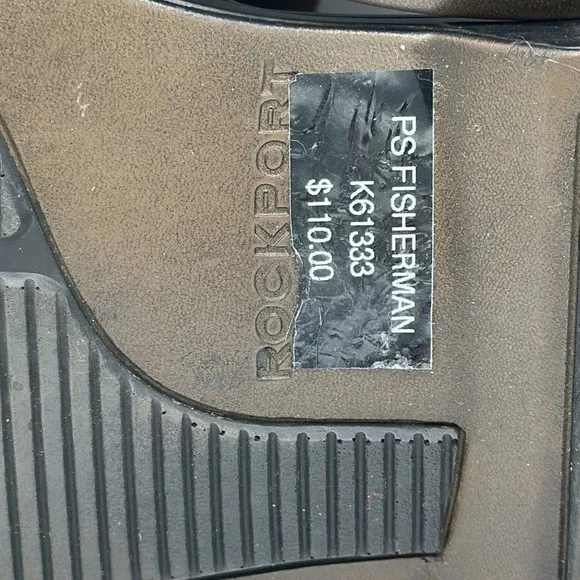 PS FISHERMAN
K61333
$110.00
ROCKPORT